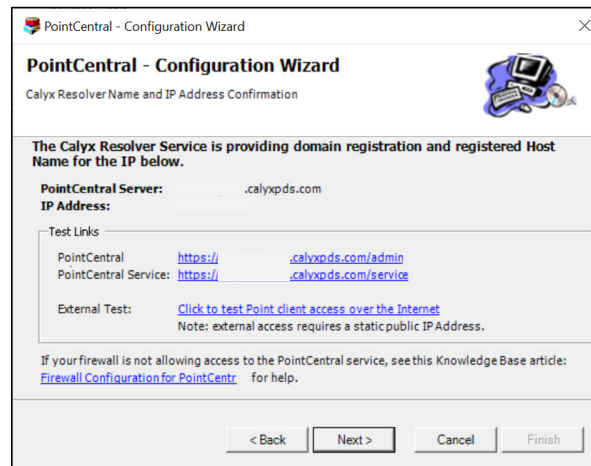 PointCentral - Configuration Wizard
PointCentral - Configuration Wizard
Calyx Resolver Name and IP Address Confirmation
The Calyx Resolver Service is providing domain registration and registered Host
Name for the IP below.
PointCentral Server: .calyxpds.com
IP Address:
Test Links
PointCentral https:/ .calyxpds.com/admin
PointCentral Service: https:/ .calyxpds.com/service
External Test: Click to test Point client access over the Internet
Note: external access requires a static public IP Address.
If your firewall is not allowing access to the PointCentral service, see this Knowledge Base article:
Firewall Configuration for PointCentr for help.
< Back Next > Cancel Finish